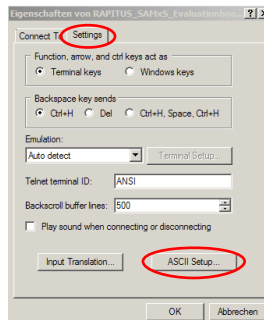 Eigenschaften von RAPITUS_SAMxS_Evaluationboa...
Connect To Settings
Function, arrow, and ctrl keys act as
Terminal keys Windows keys
Backspace key sends
Ctrl+H Del Ctrl+H, Space, Ctrl+H
Emulation:
Auto detect Terminal Setup...
Telnet terminal ID: ANSI
Backscroll buffer lines: 500
Play sound when connecting or disconnecting
Input Translation... ASCII Setup...
OK Abbrechen